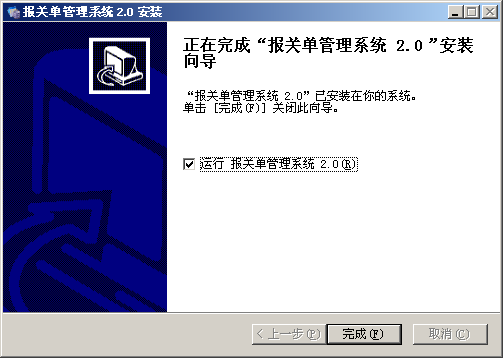 报关单管理系统 2.0 安装
正在完成“报关单管理系统 2.0”安装
向导
“报关单管理系统 2.0”已安装在你的系统。
单击 [完成(F)] 关闭此向导。
运行 报关单管理系统 2.0(R)
< 上一步(P)
完成(F)
取消(C)